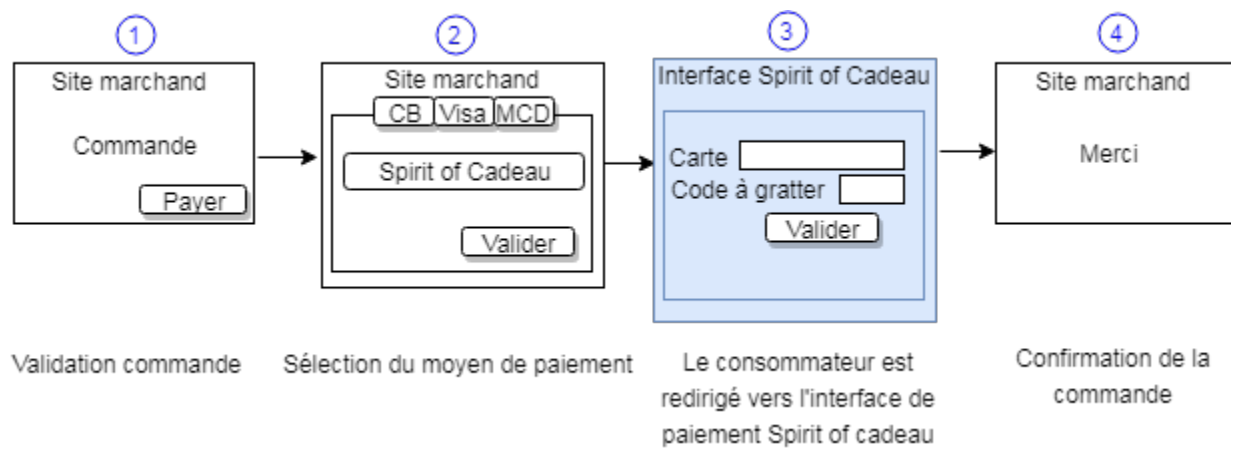 1
2
3
4
Site marchand
Commande
Payer
Site marchand
CB Visa MCD
Spirit of Cadeau
Valider
Interface Spirit of Cadeau
Carte
Code à gratter
Valider
Site marchand
Merci
Validation commande
Sélection du moyen de paiement
Le consommateur est
redirigé vers l'interface de
paiement Spirit of cadeau
Confirmation de la
commande